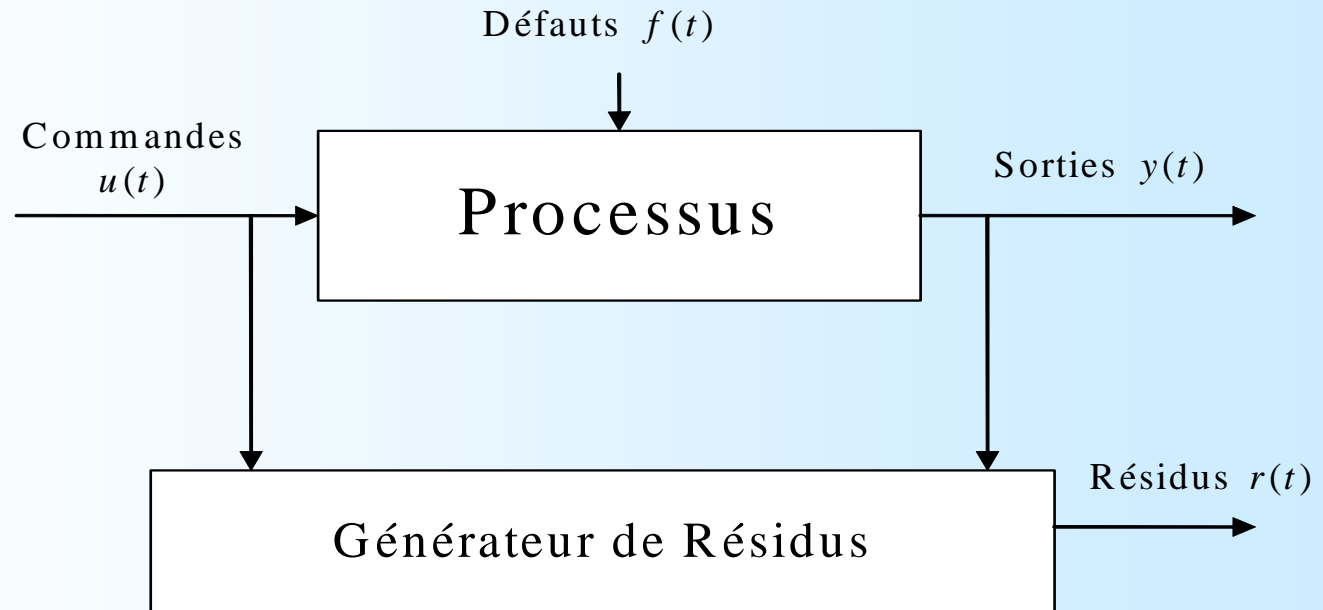 Défauts f(t)
Commandes
u(t)
Processus
Sorties y(t)
Résidus r(t)
Générateur de Résidus